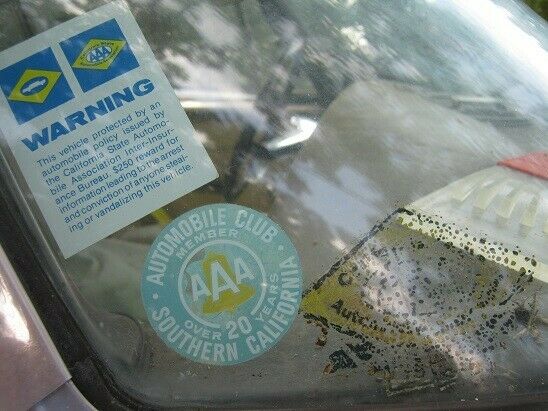 AAA
WARNING
This vehicle protected by an
automobile policy issued by
the California State Automo-
bile Association Inter-Insur-
ance Bureau. $250 reward for
information leading to the arrest
and conviction of anyone steal-
ing or vandalizing this vehicle.
AUTOMOBILE CLUB
MEMBER
AAA
OVER 20 YEARS
SOUTHERN CALIFORNIA